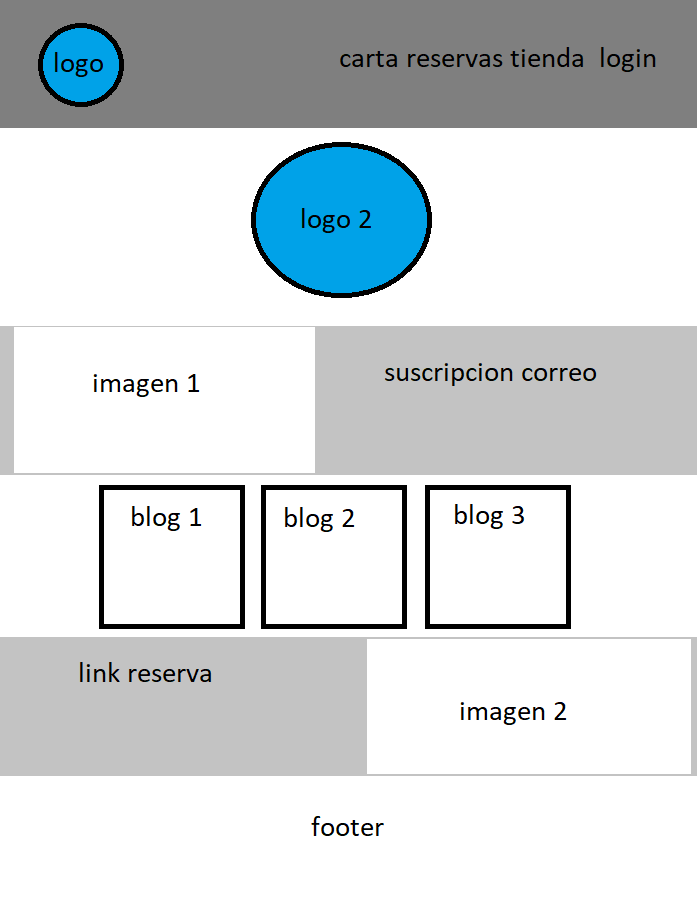 logo
carta reservas tienda login
logo 2
imagen 1
suscripcion correo
blog 1
blog 2
blog 3
link reserva
imagen 2
footer